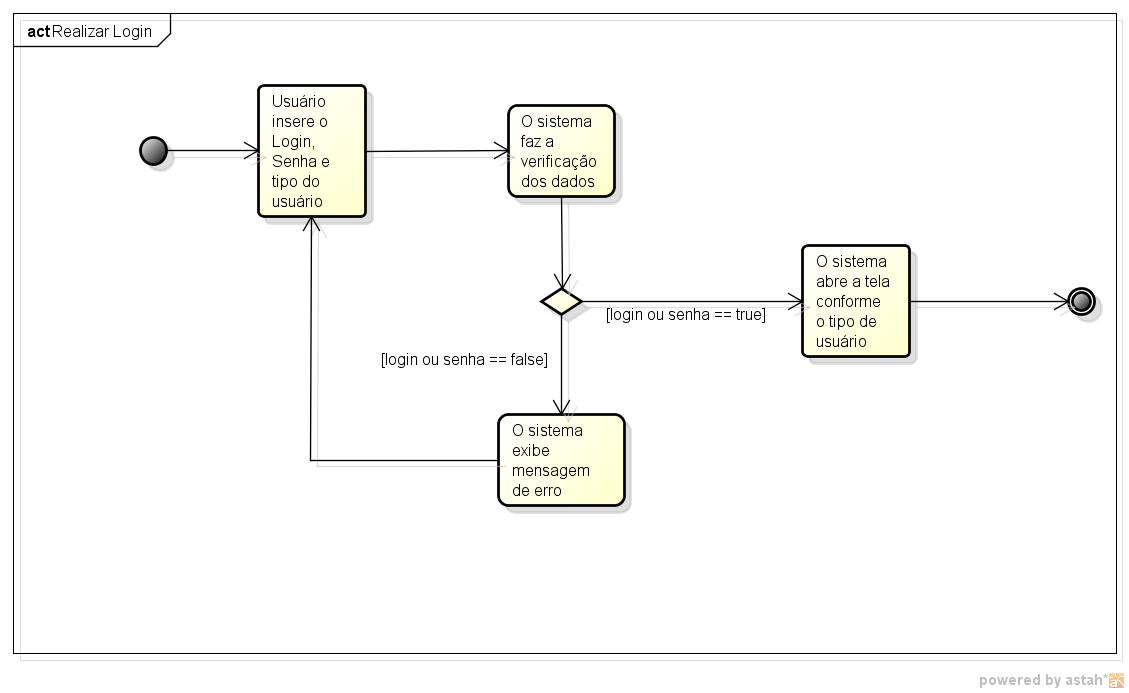 act Realizar Login
Usuário
insere o
Login,
Senha e
tipo do
usuário
O sistema
faz a
verificação
dos dados
[login ou senha == true]
O sistema
abre a tela
conforme
o tipo de
usuário
[login ou senha == false]
O sistema
exibe
mensagem
de erro
powered by astah*